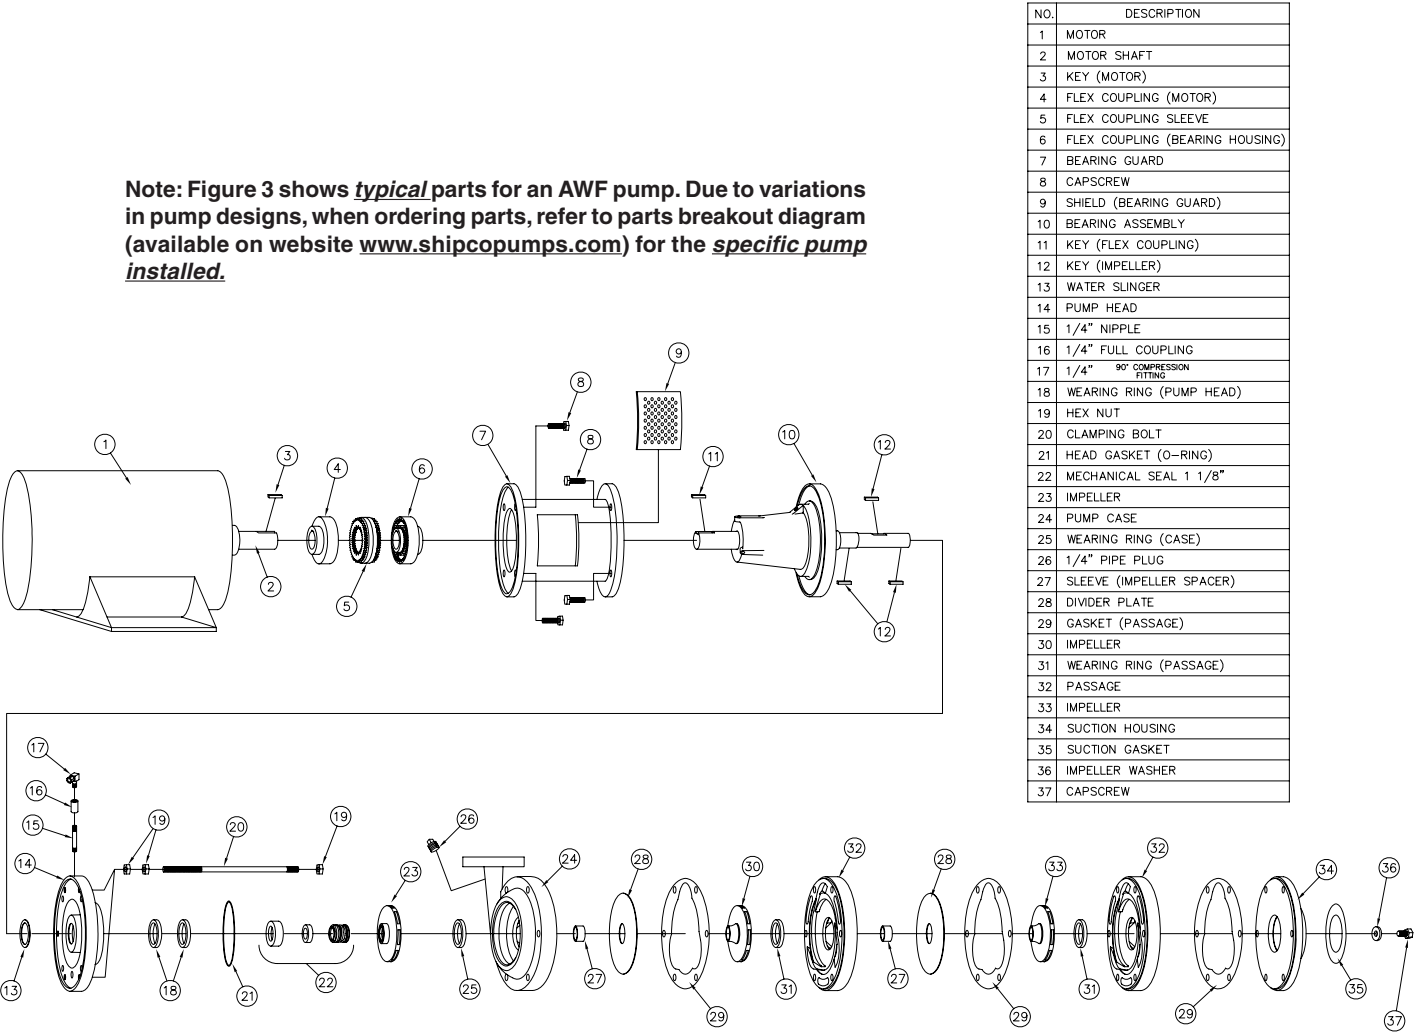 NO. DESCRIPTION
1 MOTOR
2 MOTOR SHAFT
3 KEY (MOTOR)
4 FLEX COUPLING (MOTOR)
5 FLEX COUPLING SLEEVE
6 FLEX COUPLING (BEARING HOUSING)
7 BEARING GUARD
8 CAPSCREW
9 SHIELD (BEARING GUARD)
10 BEARING ASSEMBLY
11 KEY (FLEX COUPLING)
12 KEY (IMPELLER)
13 WATER SLINGER
14 PUMP HEAD
15 1/4" NIPPLE
16 1/4" FULL COUPLING
17 1/4" 90° COMPRESSION
FITTING
18 WEARING RING (PUMP HEAD)
19 HEX NUT
20 CLAMPING BOLT
21 HEAD GASKET (O-RING)
22 MECHANICAL SEAL 1 1/8"
23 IMPELLER
24 PUMP CASE
25 WEARING RING (CASE)
26 1/4" PIPE PLUG
27 SLEEVE (IMPELLER SPACER)
28 DIVIDER PLATE
29 GASKET (PASSAGE)
30 IMPELLER
31 WEARING RING (PASSAGE)
32 PASSAGE
33 IMPELLER
34 SUCTION HOUSING
35 SUCTION GASKET
36 IMPELLER WASHER
37 CAPSCREW
Note: Figure 3 shows typical parts for an AWF pump. Due to variations
in pump designs, when ordering parts, refer to parts breakout diagram
(available on website www.shipcopumps.com) for the specific pump
installed.
9
8
1
7
8
10
12
3
4
6
11
2
5
12
17
16
15
19
20
19
26
14
23
24
28
30
32
28
33
32
34
36
13
18
21
22
25
27
29
31
27
29
31
29
35
37